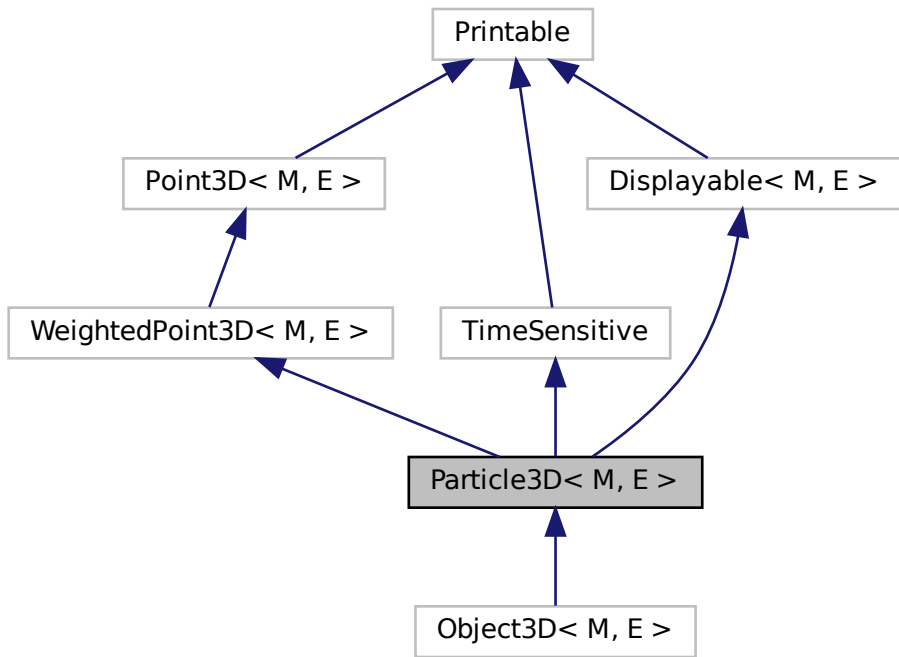 Printable
Point3D< M, E >
Displayable< M, E >
WeightedPoint3D< M, E >
TimeSensitive
Particle3D< M, E >
Object3D< M, E >